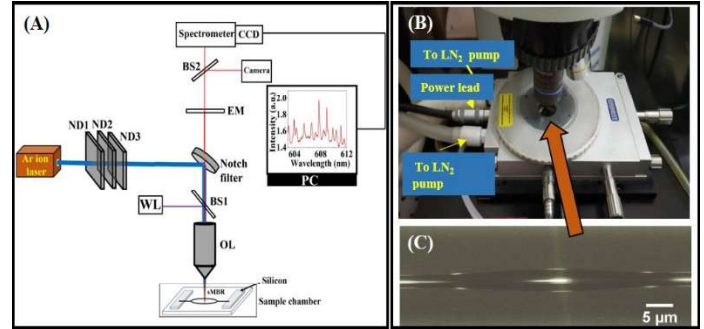 (A)
Spectrometer CCD
BS2
Camera
EM
ND1
ND2
ND3
Ar ion
laser
Notch
filter
WL
BS1
OL
Intensity (a.u.)
2.0
1.8
1.6
1.4
604 608 612
Wavelength (nm)
PC
sMBR
Silicon
Sample chamber
(B)
To LN2 pump
Power lead
To LN2
pump
(C)
5 μm